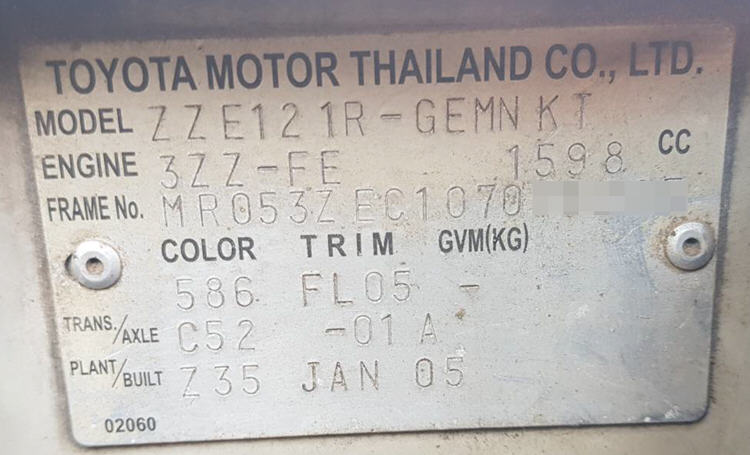 TOYOTA MOTOR THAILAND CO., LTD.
MODEL ZZE121R-GEMNKT
ENGINE 3ZZ-FE 1598 CC
FRAME No. MR053ZEC1070
COLOR TRIM GVM(KG)
586 FL05 -
TRANS./AXLE C52 -01A
PLANT/BUILT Z35 JAN 05
02060